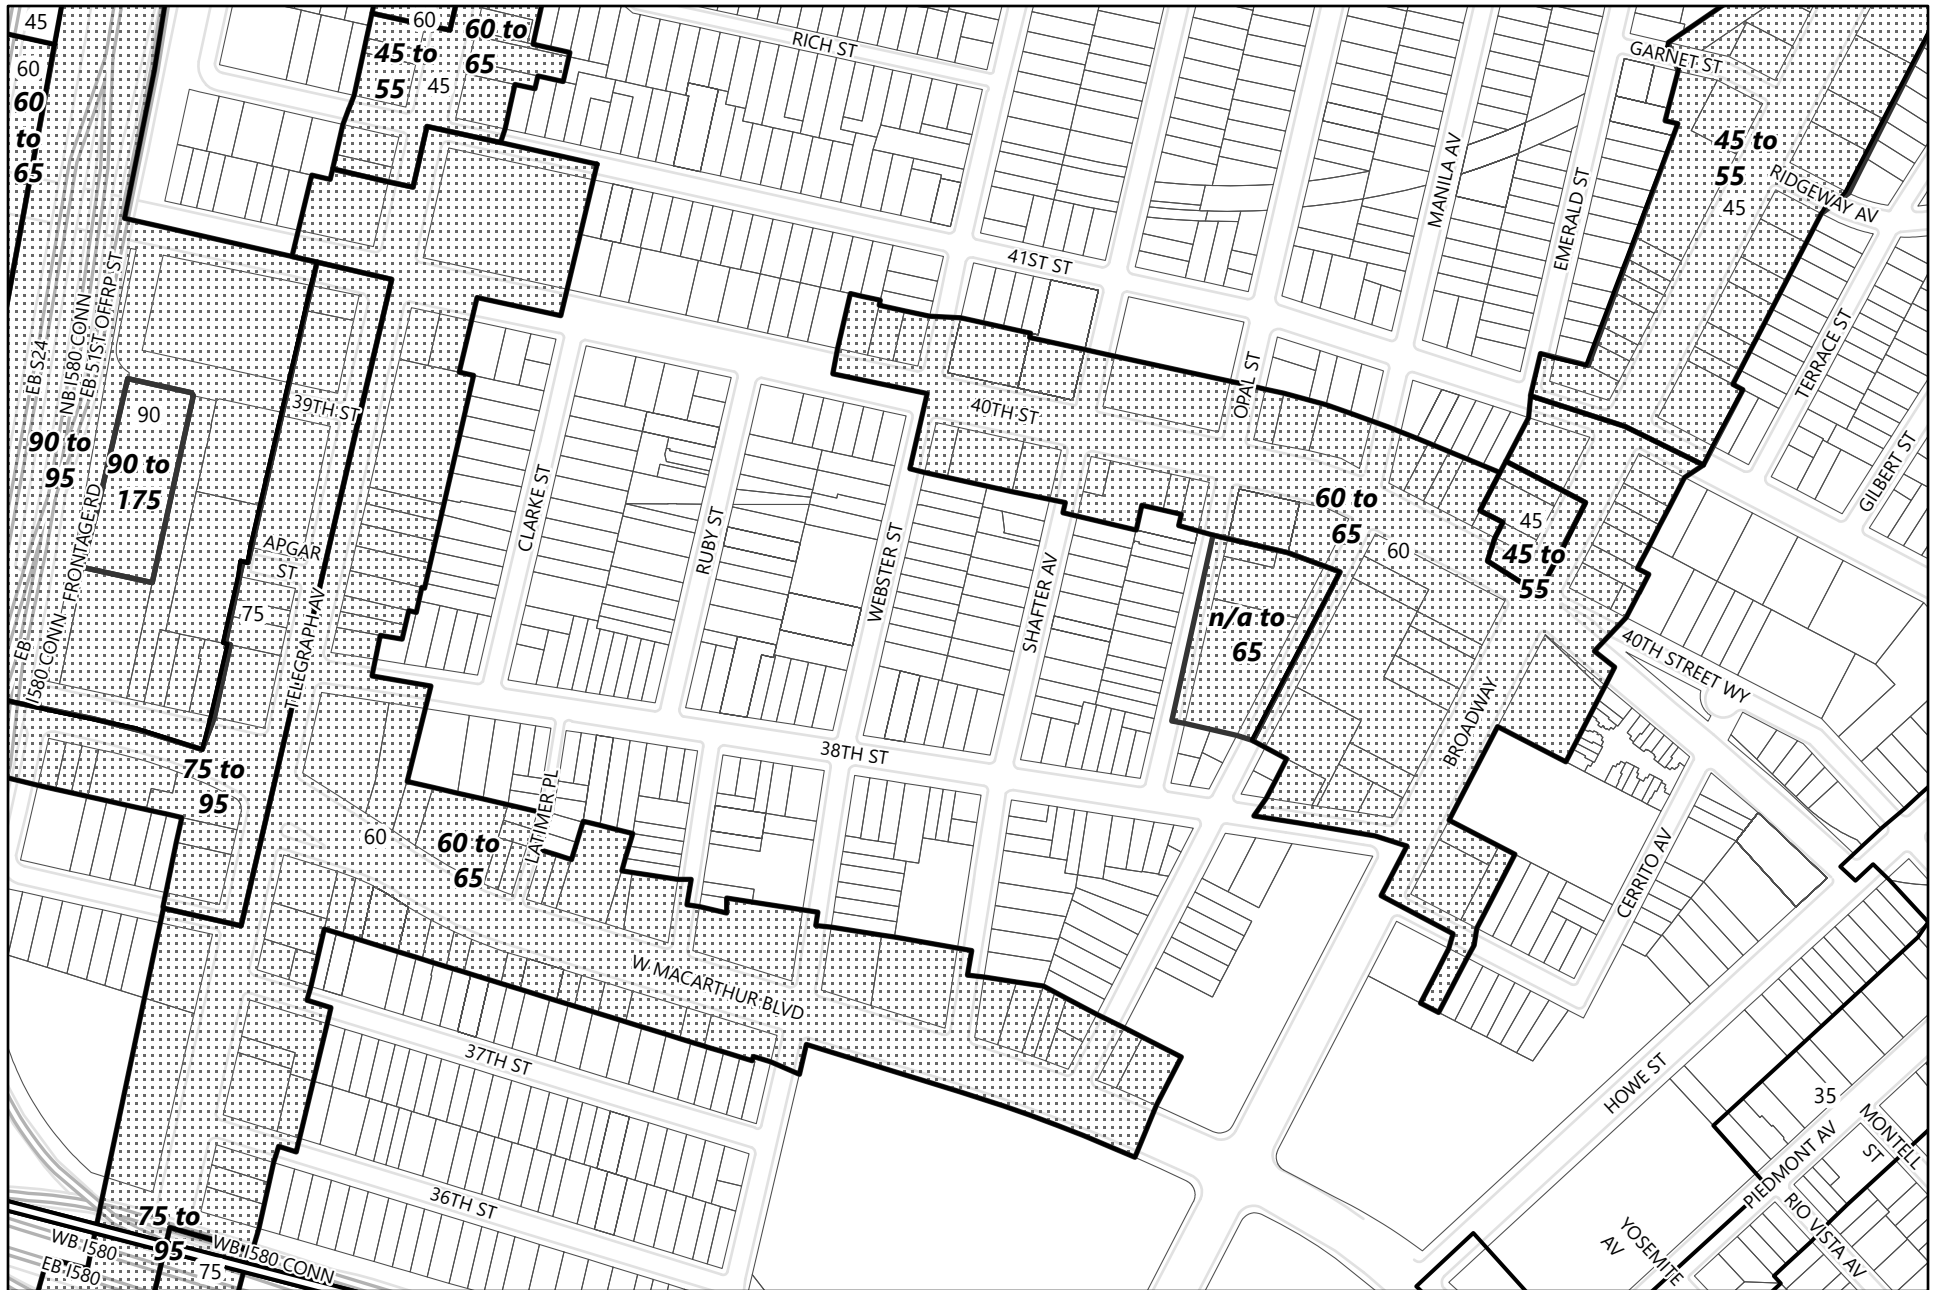 45
60
60 to
65
60
45 to
55
45
60
to
65
RICH ST
GARNET ST
45 to
55
45
RIDGEWAY AV
MANILA AV
EMERALD ST
41ST ST
TERRACE ST
GILBERT ST
EB S24
NB I580 CONN
EB 51ST OFFRP ST
39TH ST
90
90 to
95
90 to
175
FRONTAGE RD
APGAR
ST
75
TELEGRAPH AV
EB
I580 CONN
CLARKE ST
RUBY ST
WEBSTER ST
SHAFTER AV
40TH ST
OPAL ST
60 to
65
60
45
45 to
55
n/a to
65
BROADWAY
40TH STREET WY
38TH ST
75 to
95
60
60 to
65
LATIMER PL
CERRITO AV
W MACARTHUR BLVD
37TH ST
36TH ST
HOWE ST
35
PIEDMONT AV
MONTELL
ST
RIO VISTA AV
YOSEMITE
AV
75 to
95
75
WB I580
EB I580
WB I580 CONN